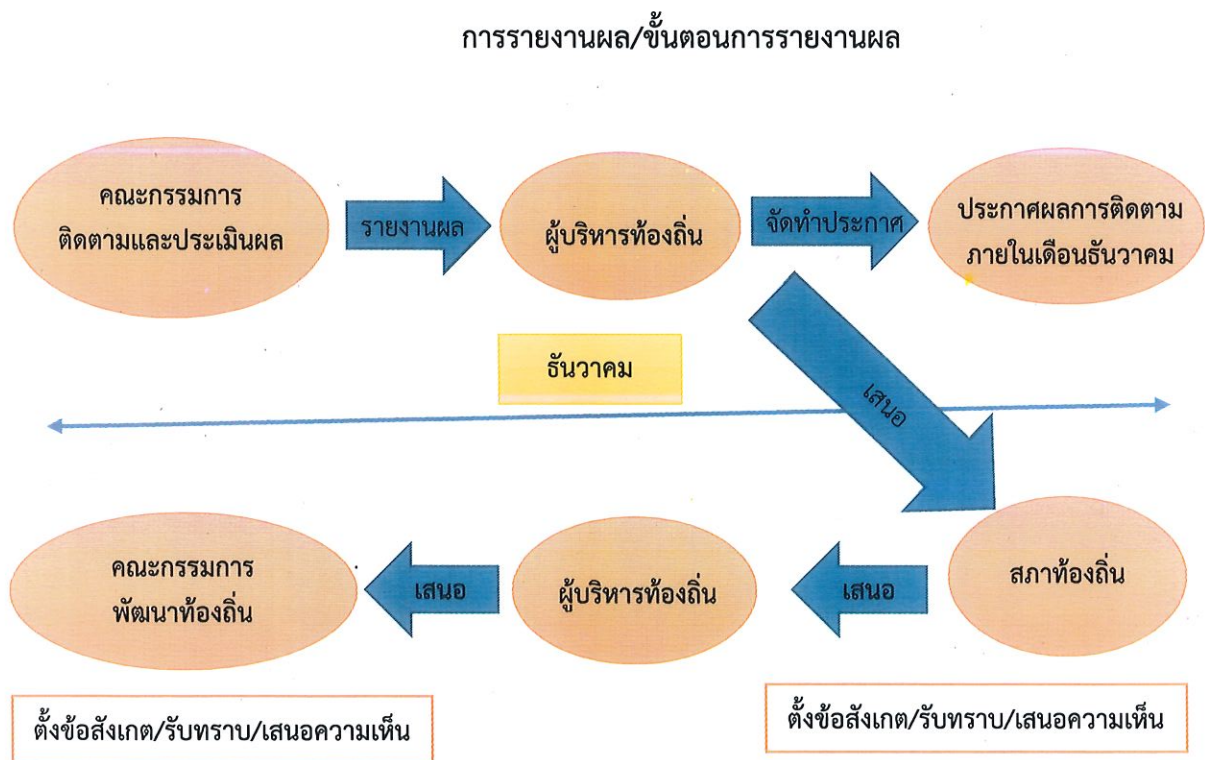 การรายงานผล/ขั้นตอนการรายงานผล
คณะกรรมการ
ติดตามและประเมินผล
รายงานผล
ผู้บริหารท้องถิ่น
จัดทำประกาศ
ประกาศผลการติดตาม
ภายในเดือนธันวาคม
ธันวาคม
เสนอ
คณะกรรมการ
พัฒนาท้องถิ่น
เสนอ
ผู้บริหารท้องถิ่น
เสนอ
สภาท้องถิ่น
ตั้งข้อสังเกต/รับทราบ/เสนอความเห็น
ตั้งข้อสังเกต/รับทราบ/เสนอความเห็น